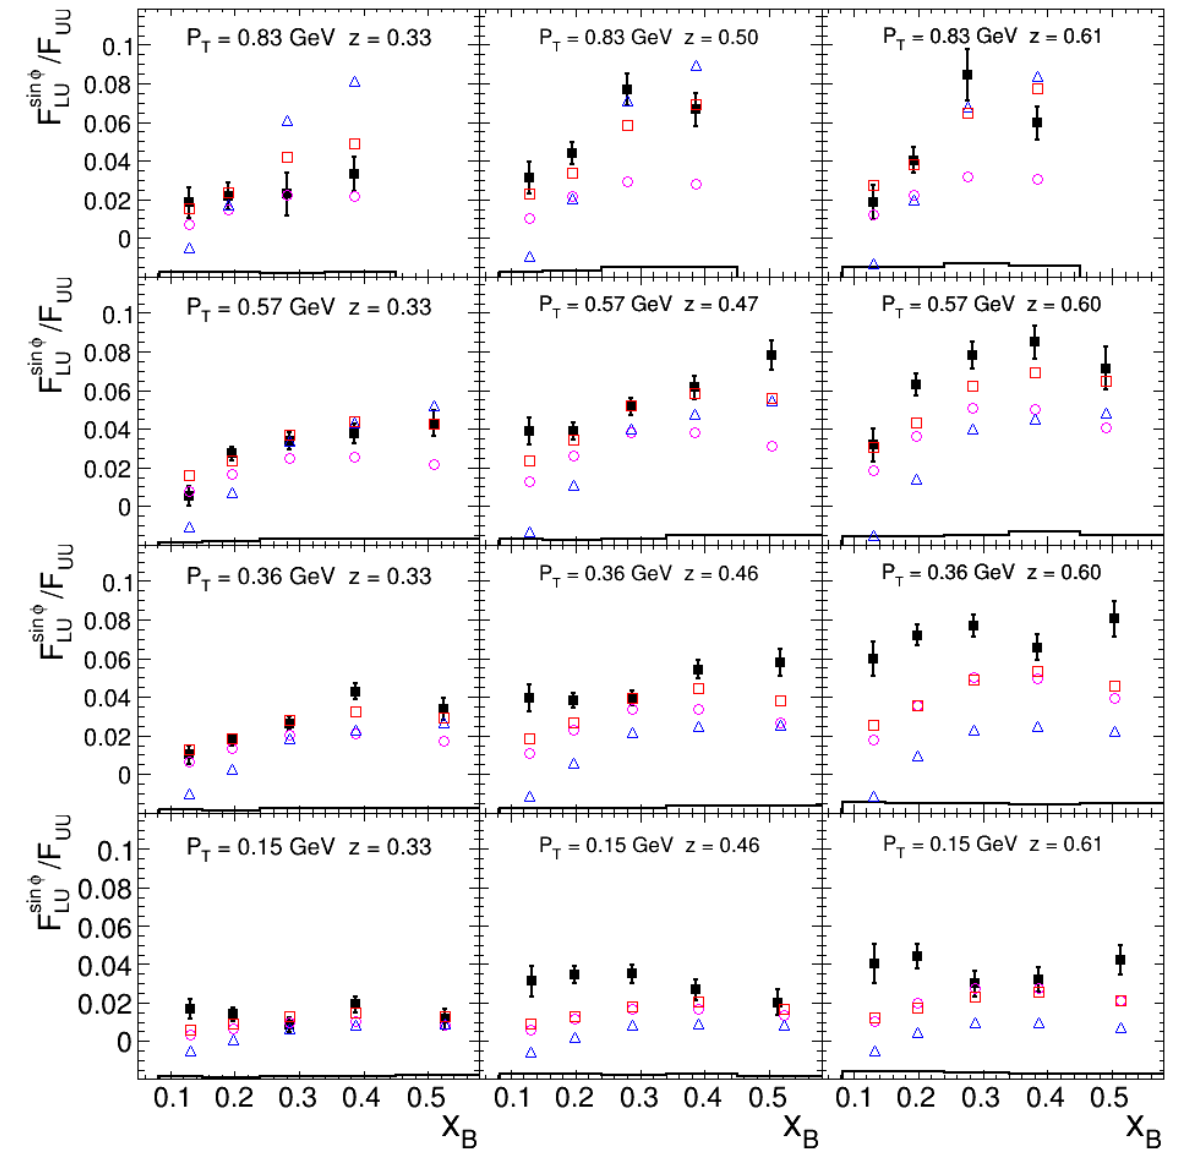 F_LU^sinϕ/F_UU
P_T = 0.83 GeV z = 0.33
P_T = 0.83 GeV z = 0.50
P_T = 0.83 GeV z = 0.61
0.1
0.08
0.06
0.04
0.02
0
F_LU^sinϕ/F_UU
P_T = 0.57 GeV z = 0.33
P_T = 0.57 GeV z = 0.47
P_T = 0.57 GeV z = 0.60
0.1
0.08
0.06
0.04
0.02
0
F_LU^sinϕ/F_UU
P_T = 0.36 GeV z = 0.33
P_T = 0.36 GeV z = 0.46
P_T = 0.36 GeV z = 0.60
0.1
0.08
0.06
0.04
0.02
0
F_LU^sinϕ/F_UU
P_T = 0.15 GeV z = 0.33
P_T = 0.15 GeV z = 0.46
P_T = 0.15 GeV z = 0.61
0.1
0.08
0.06
0.04
0.02
0
0.1 0.2 0.3 0.4 0.5
0.1 0.2 0.3 0.4 0.5
0.1 0.2 0.3 0.4 0.5
X_B
X_B
X_B